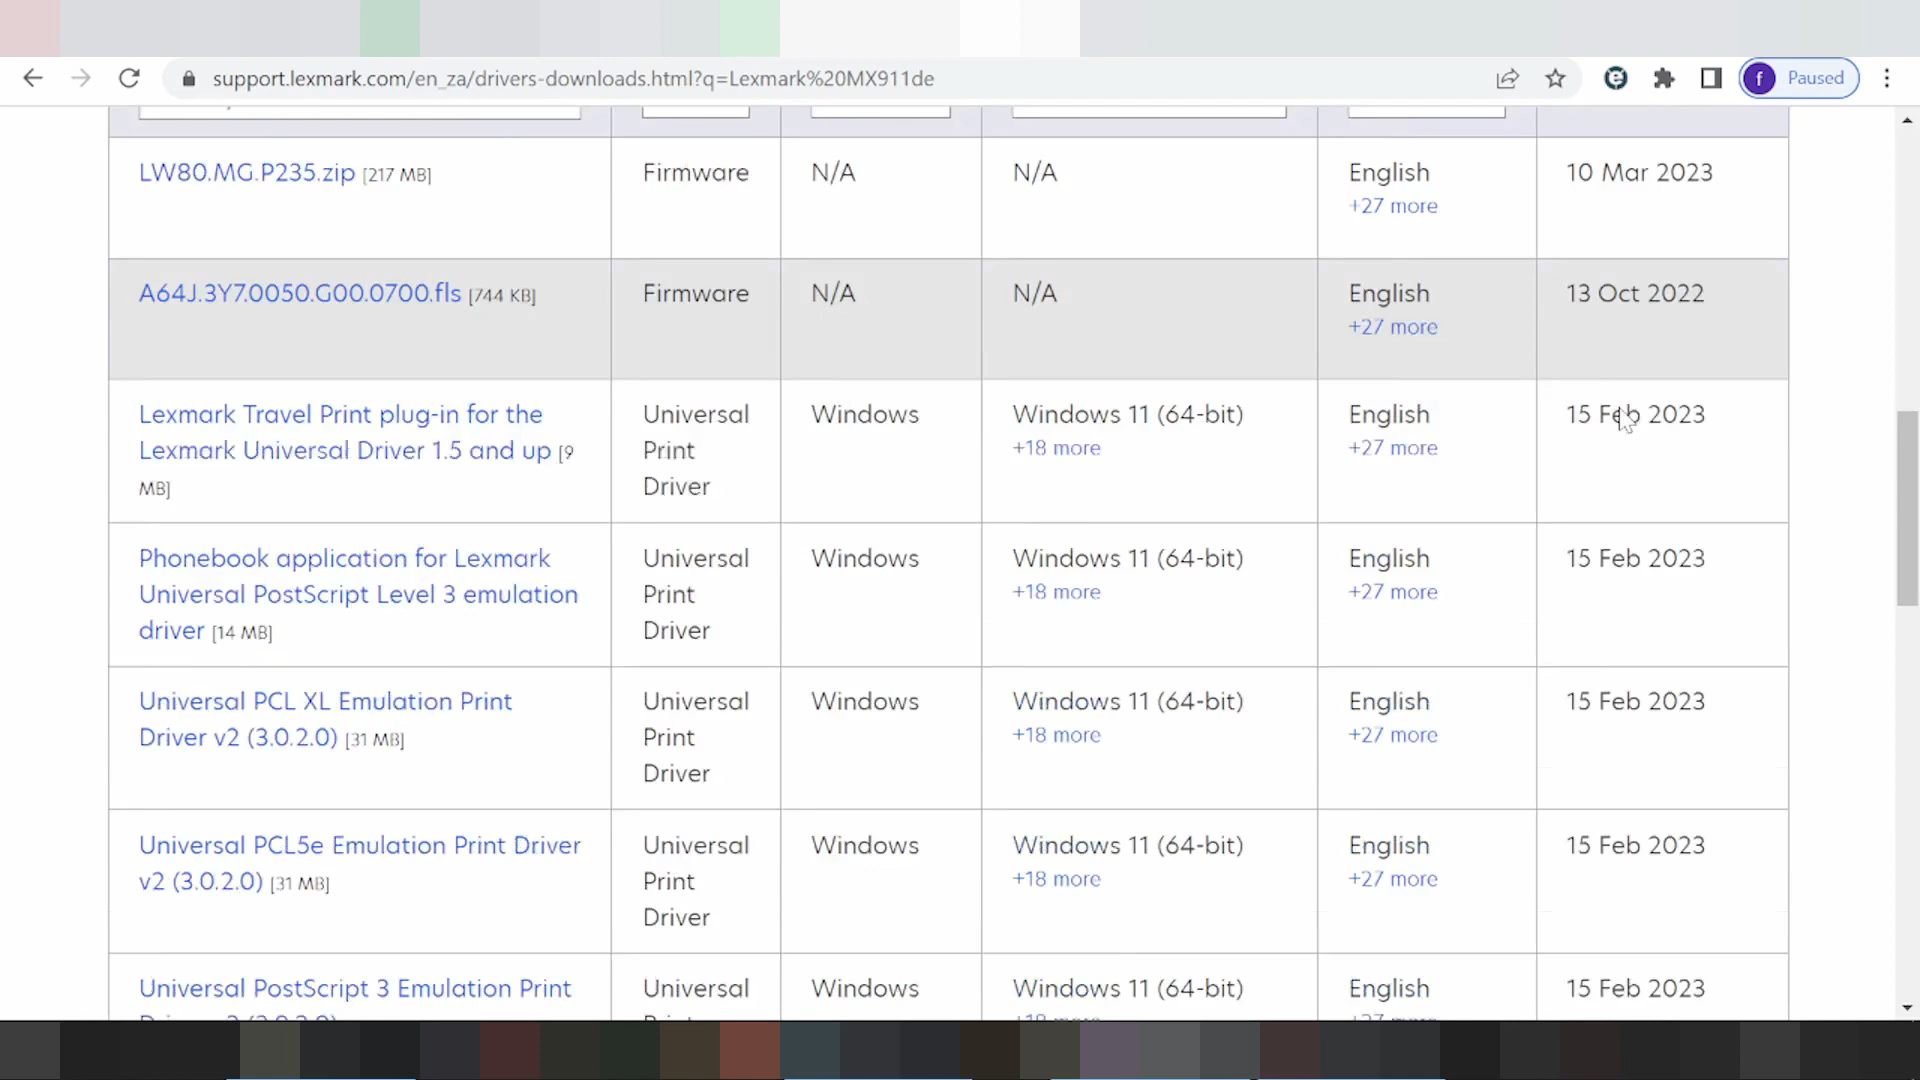 support.lexmark.com/en_za/drivers-downloads.html?q=Lexmark%20MX911de
f Paused
LW80.MG.P235.zip [217 MB] Firmware N/A N/A English 10 Mar 2023
+27 more
A64J.3Y7.0050.G00.0700.fls [744 KB] Firmware N/A N/A English 13 Oct 2022
+27 more
Lexmark Travel Print plug-in for the Universal Windows Windows 11 (64-bit) English 15 Feb 2023
Lexmark Universal Driver 1.5 and up [9 Print +18 more +27 more
MB] Driver
Phonebook application for Lexmark Universal Windows Windows 11 (64-bit) English 15 Feb 2023
Universal PostScript Level 3 emulation Print +18 more +27 more
driver [14 MB] Driver
Universal PCL XL Emulation Print Universal Windows Windows 11 (64-bit) English 15 Feb 2023
Driver v2 (3.0.2.0) [31 MB] Print +18 more +27 more
Driver
Universal PCL5e Emulation Print Driver Universal Windows Windows 11 (64-bit) English 15 Feb 2023
v2 (3.0.2.0) [31 MB] Print +18 more +27 more
Driver
Universal PostScript 3 Emulation Print Universal Windows Windows 11 (64-bit) English 15 Feb 2023